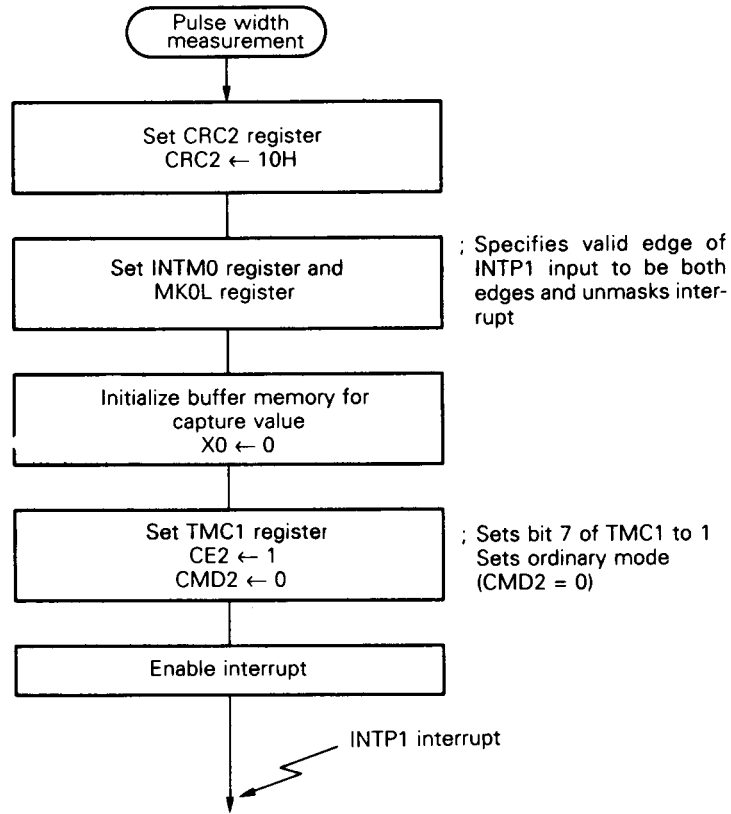 Pulse width
measurement
Set CRC2 register
CRC2 ← 10H
Set INTM0 register and
MK0L register
; Specifies valid edge of
INTP1 input to be both
edges and unmasks inter-
rupt
Initialize buffer memory for
capture value
X0 ← 0
Set TMC1 register
CE2 ← 1
CMD2 ← 0
; Sets bit 7 of TMC1 to 1
Sets ordinary mode
(CMD2 = 0)
Enable interrupt
INTP1 interrupt